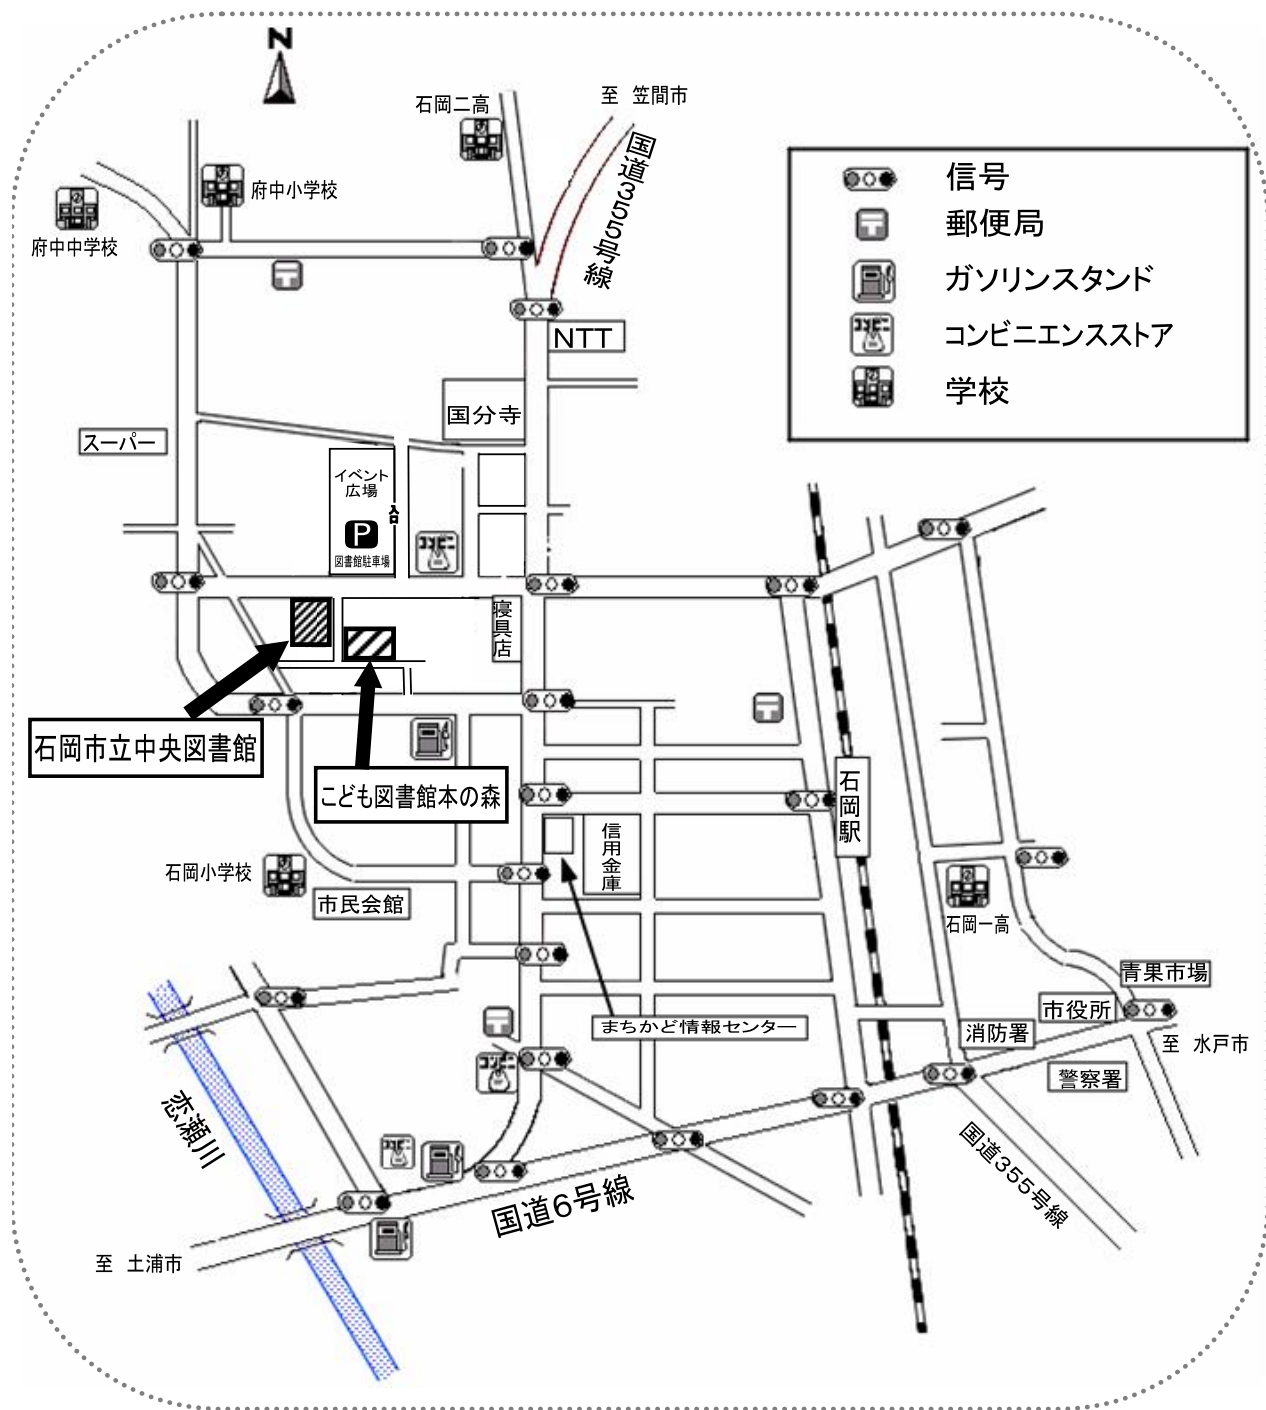 N
石岡二高
至 笠間市
国道355号線
府中小学校
府中中学校
信号
郵便局
ガソリンスタンド
コンビニエンスストア
学校
NTT
国分寺
スーパー
イベント
広場
入口
P
図書館駐車場
コンビニ
寝具店
石岡市立中央図書館
こども図書館本の森
石岡駅
信用金庫
石岡小学校
市民会館
石岡一高
青果市場
市役所
まちかど情報センター
消防署
至 水戸市
警察署
恋瀬川
国道355号線
国道6号線
至 土浦市